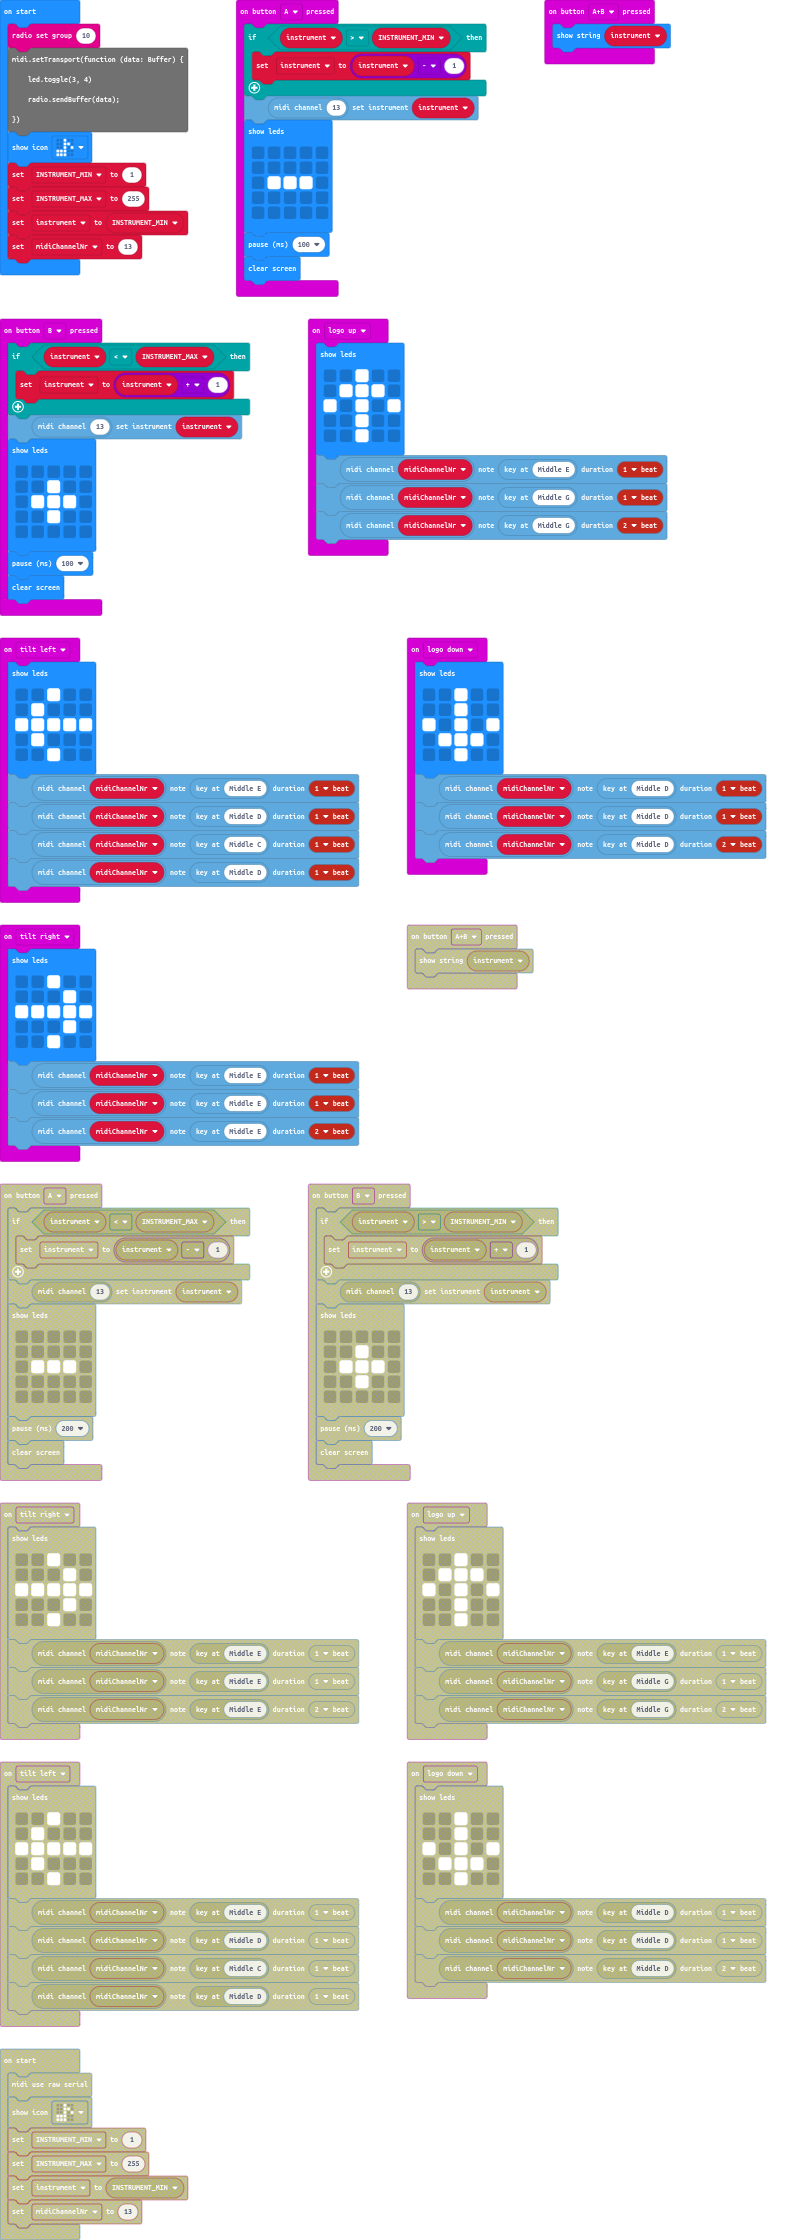 on start
radio set group 10
midi.setTransport(function (data: Buffer) {
led.toggle(3, 4)
radio.sendBuffer(data);
})
show icon
set INSTRUMENT_MIN to 1
set INSTRUMENT_MAX to 255
set instrument to INSTRUMENT_MIN
set midiChannelNr to 13
on button A pressed
if instrument > INSTRUMENT_MIN then
set instrument to instrument - 1
midi channel 13 set instrument instrument
show leds
pause (ms) 100
clear screen
on button A+B pressed
show string instrument
on button B pressed
if instrument < INSTRUMENT_MAX then
set instrument to instrument + 1
midi channel 13 set instrument instrument
show leds
pause (ms) 100
clear screen
on logo up
show leds
midi channel midiChannelNr note key at Middle E duration 1 beat
midi channel midiChannelNr note key at Middle G duration 1 beat
midi channel midiChannelNr note key at Middle G duration 2 beat
on tilt left
show leds
midi channel midiChannelNr note key at Middle E duration 1 beat
midi channel midiChannelNr note key at Middle D duration 1 beat
midi channel midiChannelNr note key at Middle C duration 1 beat
midi channel midiChannelNr note key at Middle D duration 1 beat
on logo down
show leds
midi channel midiChannelNr note key at Middle D duration 1 beat
midi channel midiChannelNr note key at Middle D duration 1 beat
midi channel midiChannelNr note key at Middle D duration 2 beat
on tilt right
show leds
midi channel midiChannelNr note key at Middle E duration 1 beat
midi channel midiChannelNr note key at Middle E duration 1 beat
midi channel midiChannelNr note key at Middle E duration 2 beat
on button A+B pressed
show string instrument
on button A pressed
if instrument < INSTRUMENT_MAX then
set instrument to instrument - 1
midi channel 13 set instrument instrument
show leds
pause (ms) 200
clear screen
on button B pressed
if instrument > INSTRUMENT_MIN then
set instrument to instrument + 1
midi channel 13 set instrument instrument
show leds
pause (ms) 200
clear screen
on tilt right
show leds
midi channel midiChannelNr note key at Middle E duration 1 beat
midi channel midiChannelNr note key at Middle E duration 1 beat
midi channel midiChannelNr note key at Middle E duration 2 beat
on logo up
show leds
midi channel midiChannelNr note key at Middle E duration 1 beat
midi channel midiChannelNr note key at Middle G duration 1 beat
midi channel midiChannelNr note key at Middle G duration 2 beat
on tilt left
show leds
midi channel midiChannelNr note key at Middle E duration 1 beat
midi channel midiChannelNr note key at Middle D duration 1 beat
midi channel midiChannelNr note key at Middle C duration 1 beat
midi channel midiChannelNr note key at Middle D duration 1 beat
on logo down
show leds
midi channel midiChannelNr note key at Middle D duration 1 beat
midi channel midiChannelNr note key at Middle D duration 1 beat
midi channel midiChannelNr note key at Middle D duration 2 beat
on start
midi use raw serial
show icon
set INSTRUMENT_MIN to 1
set INSTRUMENT_MAX to 255
set instrument to INSTRUMENT_MIN
set midiChannelNr to 13